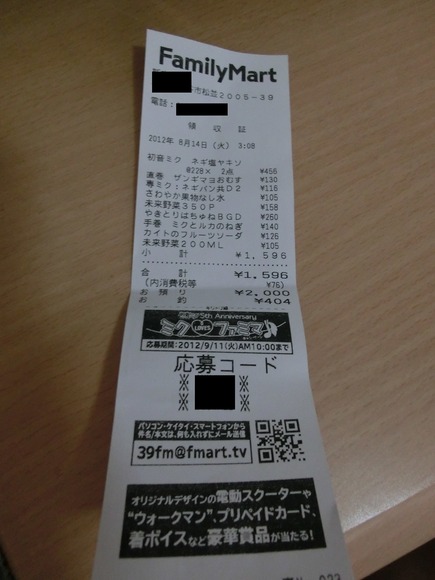 FamilyMart
市松並2005-39
電話:
領 収 証
2012年 8月14日(火) 3:08
初音ミク ネギ塩ヤキソ
@228× 2点 ¥456
直巻 ザンギマヨおむす ¥130
専ミク:ネギパン共D2 ¥116
さわやか果物なし水 ¥105
未来野菜350P ¥158
やきとりはちゅねBGD ¥260
手巻 ミクとルカのねぎ ¥140
カイトのフルーツソーダ ¥126
未来野菜200ML ¥105
小 計 ¥1,596
合 計 ¥1,596
(内消費税等 ¥76)
お預り ¥2,000
お釣 ¥404
5th Anniversary
ミクLOVESファミマ♪
応募期間:2012/9/11(火)AM10:00まで
応募コード
パソコン・ケイタイ・スマートフォンから
件名/本文は、何も入れずにメール送信
39fm@fmart.tv
オリジナルデザインの電動スクーターや
"ウォークマン"、プリペイドカード、
着ボイスなど豪華賞品が当たる!